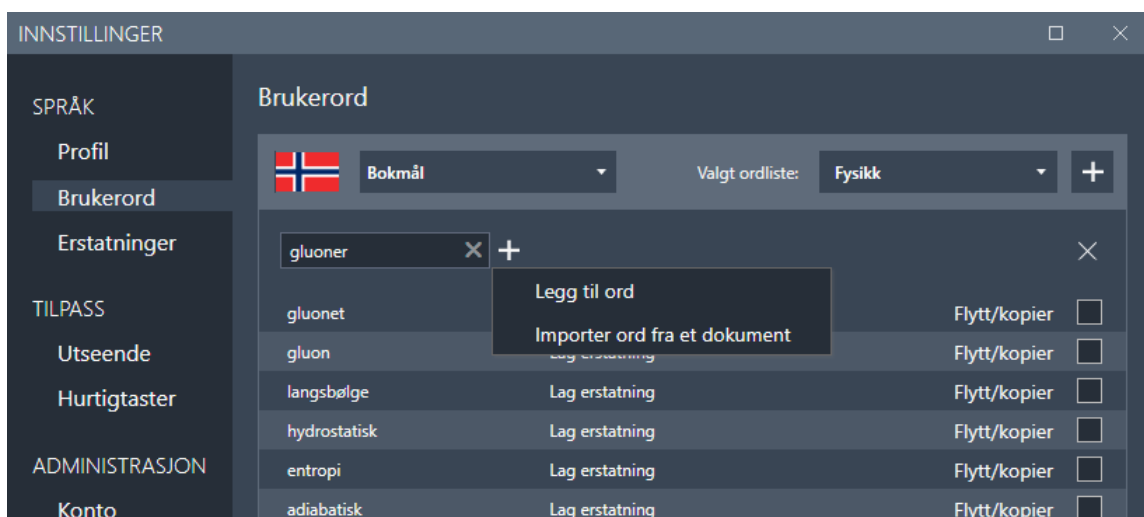 INNSTILLINGER
SPRÅK
Profil
Brukerord
Erstatninger
TILPASS
Utseende
Hurtigtaster
ADMINISTRASJON
Konto
Brukerord
Bokmål Valgt ordliste: Fysikk
gluoner
Legg til ord
Importer ord fra et dokument
gluonet Flytt/kopier
gluon Lag erstatning Flytt/kopier
langsbølge Lag erstatning Flytt/kopier
hydrostatisk Lag erstatning Flytt/kopier
entropi Lag erstatning Flytt/kopier
adiabatisk Lag erstatning Flytt/kopier